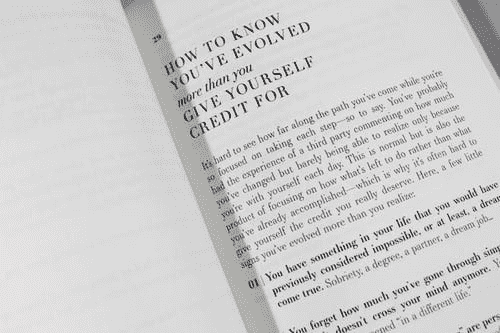 29
HOW TO KNOW
YOU'VE EVOLVED
more than you
GIVE YOURSELF
CREDIT FOR
It's hard to see how far along the path you've come while you're
so focused on taking each step—so to say. You've probably
had the experience of a third party commenting on how much
you've changed but barely being able to realize only because
you're with yourself each day. This is normal but is also the
product of focusing on how what's left to do rather than what
you've already accomplished—which is why it's often hard to
give yourself the credit you really deserve. Here, a few little
signs you've evolved more than you realize:
01 You have something in your life that you would have
previously considered impossible, or at least, a drea
come true. Sobriety, a degree, a partner, a dream job...
You forget how much you've gone through sim
doesn't cross your mind anymore. Yo
"in a different life."
are pers